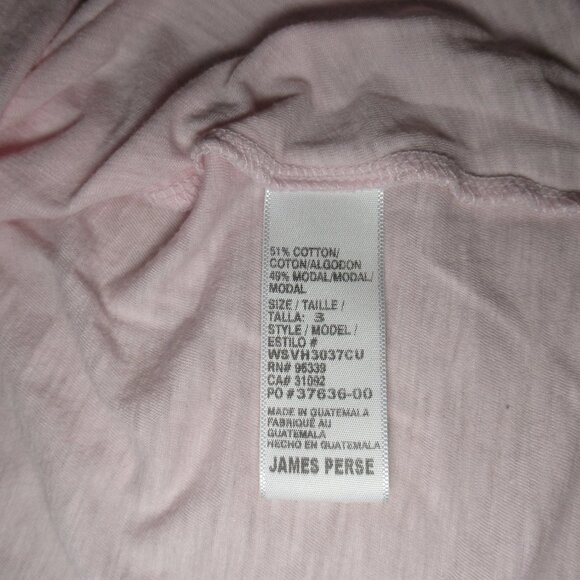 51% COTTON/
COTON/ALGODON
49% MODAL/MODAL/
MODAL
SIZE / TAILLE /
TALLA: 3
STYLE / MODEL /
ESTILO #
WSVH3037CU
RN# 96339
CA# 31092
PO #37636-00
MADE IN GUATEMALA
FABRIQUÉ AU
GUATEMALA
HECHO EN GUATEMALA
JAMES PERSE